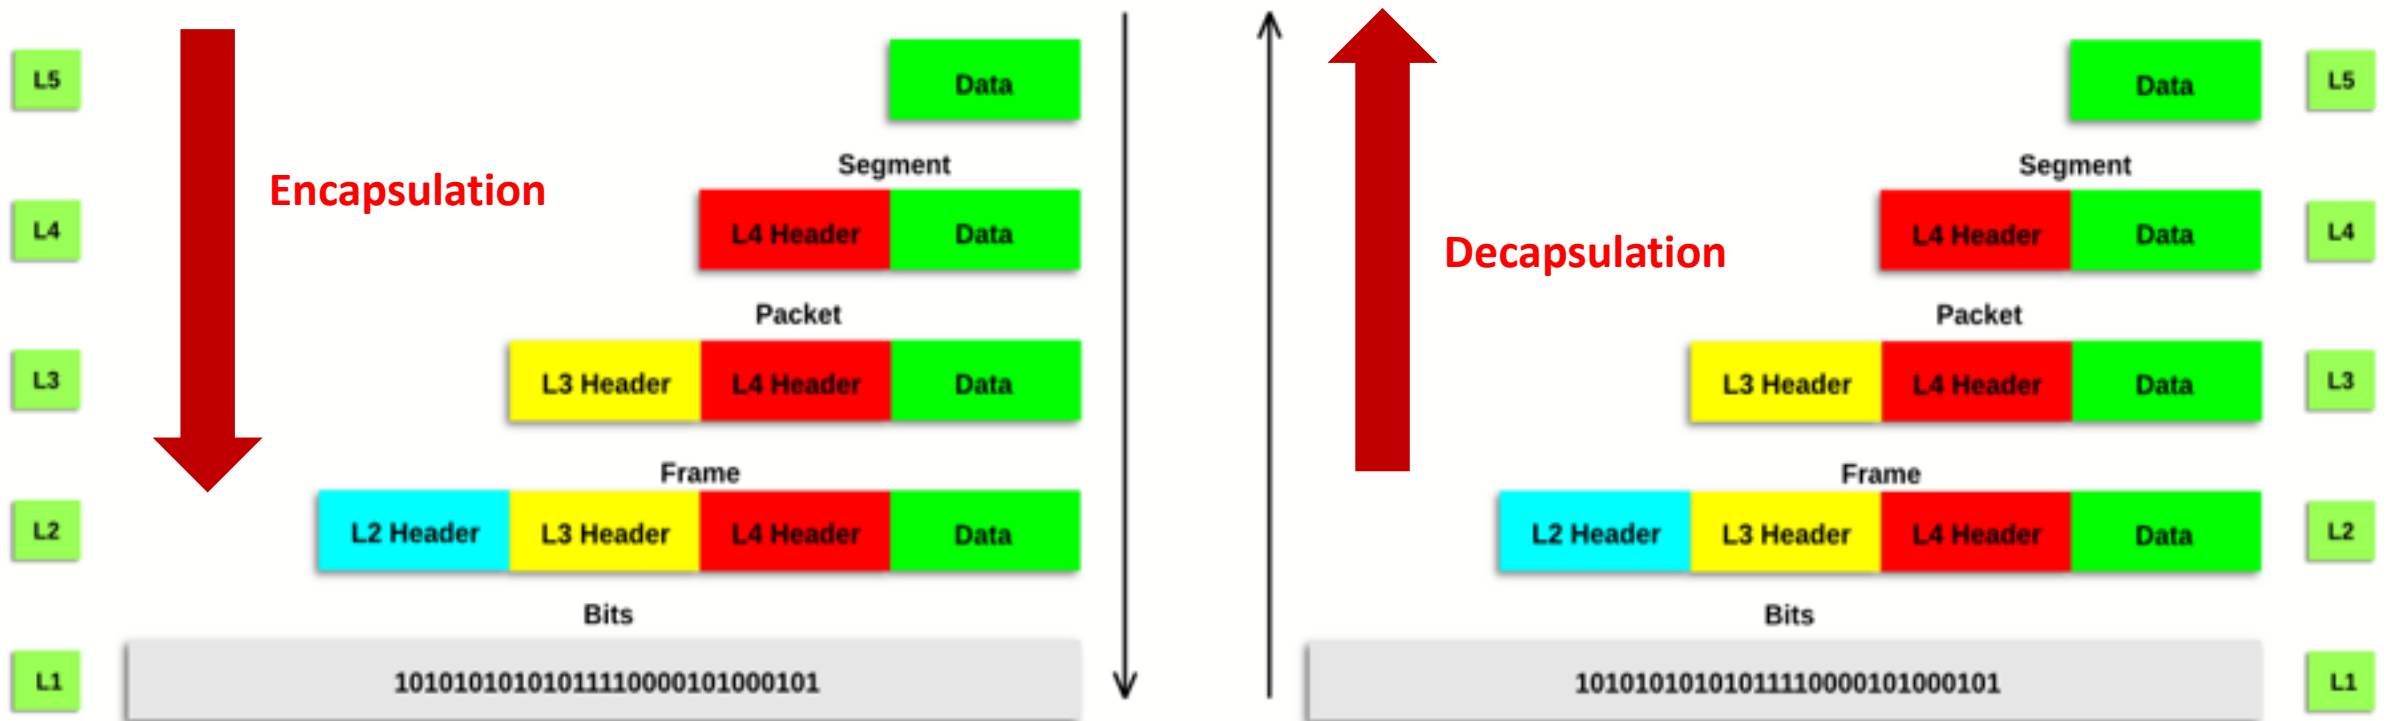 L5
Data
Segment
Encapsulation
L4
L4 Header Data
Packet
L3
L3 Header L4 Header Data
Frame
L2
L2 Header L3 Header L4 Header Data
Bits
L1
10101010101011110000101000101
Data
L5
Segment
L4 Header Data
L4
Decapsulation
Packet
L3 Header L4 Header Data
L3
Frame
L2 Header L3 Header L4 Header Data
L2
Bits
10101010101011110000101000101
L1